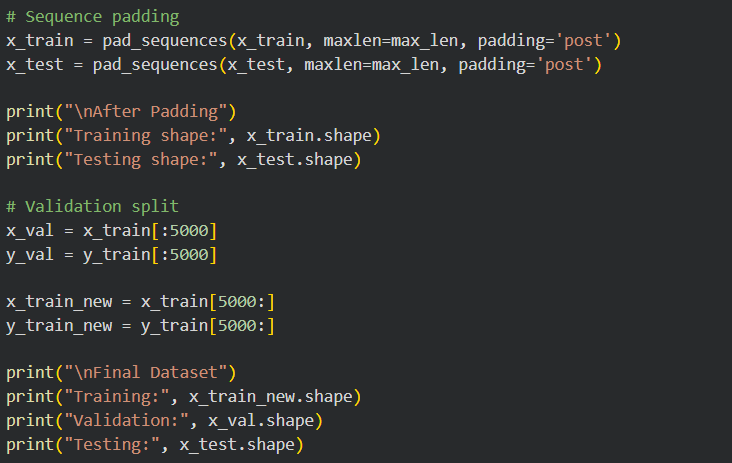 # Sequence padding
x_train = pad_sequences(x_train, maxlen=max_len, padding='post')
x_test = pad_sequences(x_test, maxlen=max_len, padding='post')
print("\nAfter Padding")
print("Training shape:", x_train.shape)
print("Testing shape:", x_test.shape)
# Validation split
x_val = x_train[:5000]
y_val = y_train[:5000]
x_train_new = x_train[5000:]
y_train_new = y_train[5000:]
print("\nFinal Dataset")
print("Training:", x_train_new.shape)
print("Validation:", x_val.shape)
print("Testing:", x_test.shape)